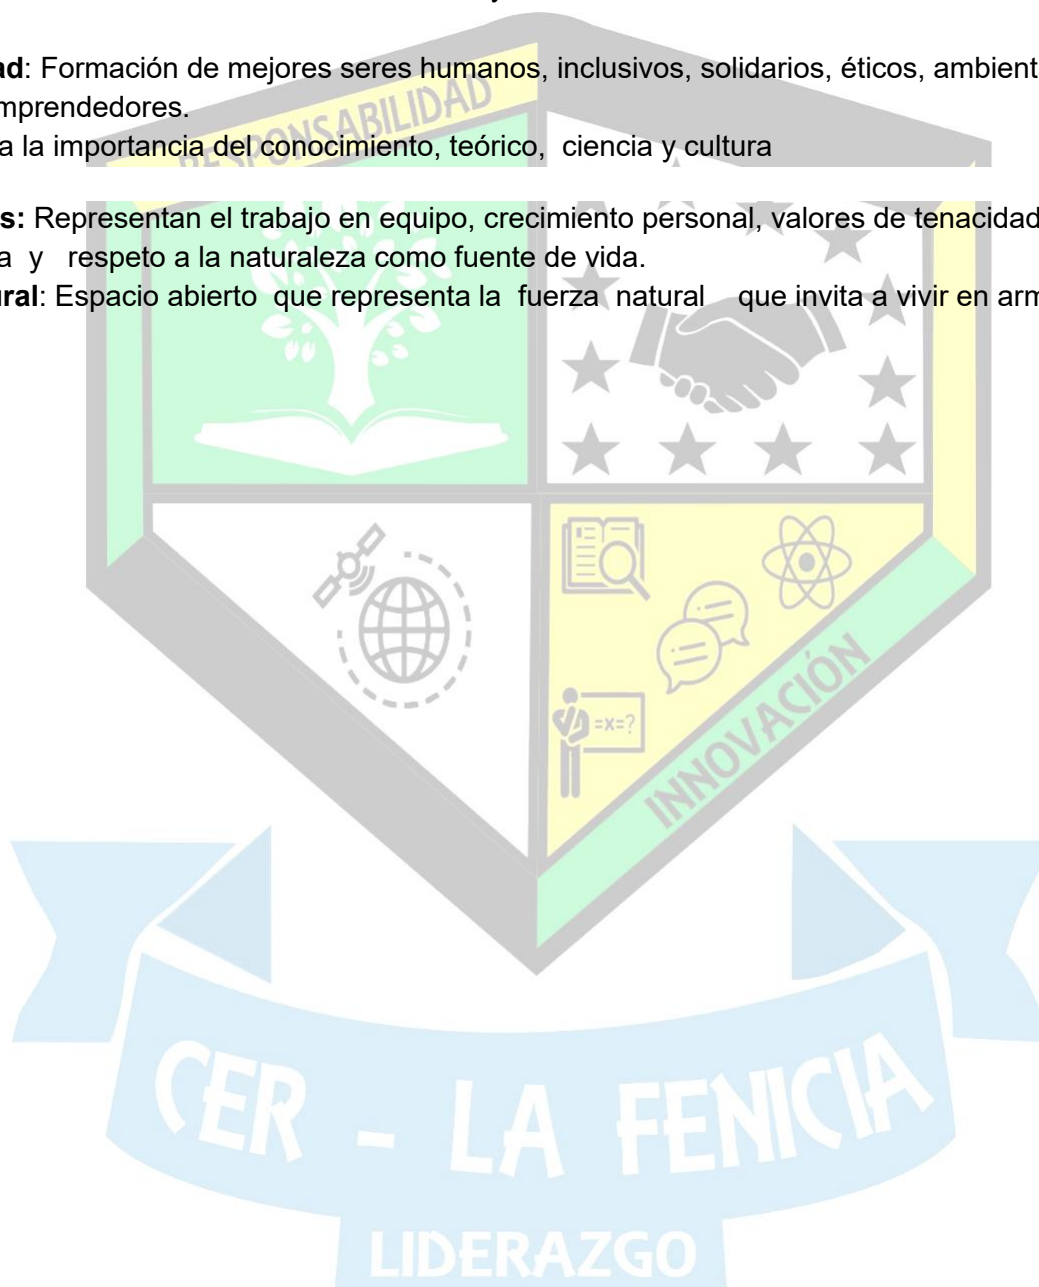 ad: Formación de mejores seres humanos, inclusivos, solidarios, éticos, ambient
mprendedores.
a la importancia del conocimiento, teórico, ciencia y cultura
s: Representan el trabajo en equipo, crecimiento personal, valores de tenacidad
a y respeto a la naturaleza como fuente de vida.
ral: Espacio abierto que representa la fuerza natural que invita a vivir en arm
RESPONSABILIDAD
=x=?
INNOVACIÓN
CER - LA FENICIA
LIDERAZGO